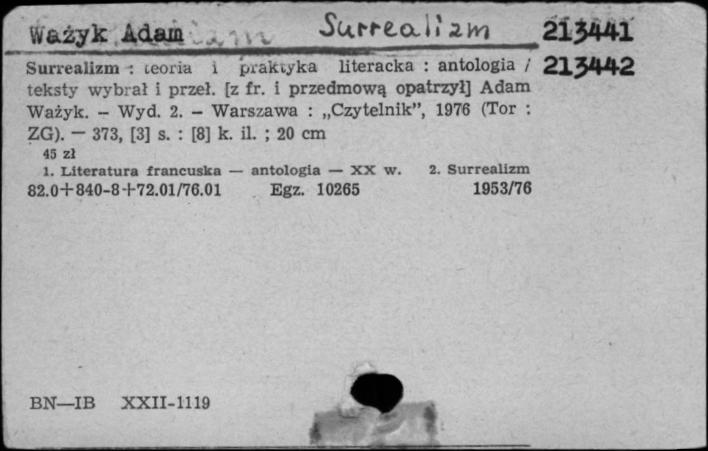 Ważyk Adam Surrealizm 213441
213442
Surrealizm : teoria i praktyka literacka : antologia /
teksty wybrał i przeł. [z fr. i przedmową opatrzył] Adam
Ważyk. — Wyd. 2. — Warszawa : „Czytelnik”, 1976 (Tor :
ZG). — 373, [3] s. : [8] k. il. ; 20 cm
45 zł
1. Literatura francuska — antologia — XX w. 2. Surrealizm
82.0+840-8+72.01/76.01 Egz. 10265 1953/76
BN—IB XXII-1119